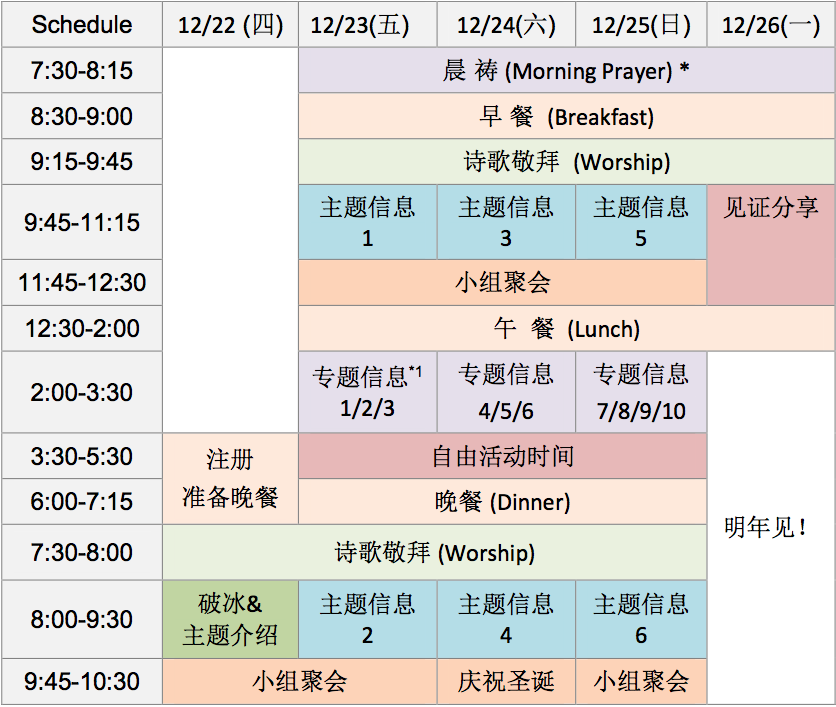 Schedule 12/22 (四) 12/23(五) 12/24(六) 12/25(日) 12/26(一)
7:30-8:15 晨 祷 (Morning Prayer) *
8:30-9:00 早 餐 (Breakfast)
9:15-9:45 诗歌敬拜 (Worship)
9:45-11:15
主题信息
1
主题信息
3
主题信息
5
见证分享
11:45-12:30 小组聚会
12:30-2:00 午 餐 (Lunch)
2:00-3:30
专题信息*1
1/2/3
专题信息
4/5/6
专题信息
7/8/9/10
3:30-5:30
注册
准备晚餐
自由活动时间
6:00-7:15 晚餐 (Dinner)
明年见！
7:30-8:00 诗歌敬拜 (Worship)
8:00-9:30
破冰&
主题介绍
主题信息
2
主题信息
4
主题信息
6
9:45-10:30 小组聚会 庆祝圣诞 小组聚会